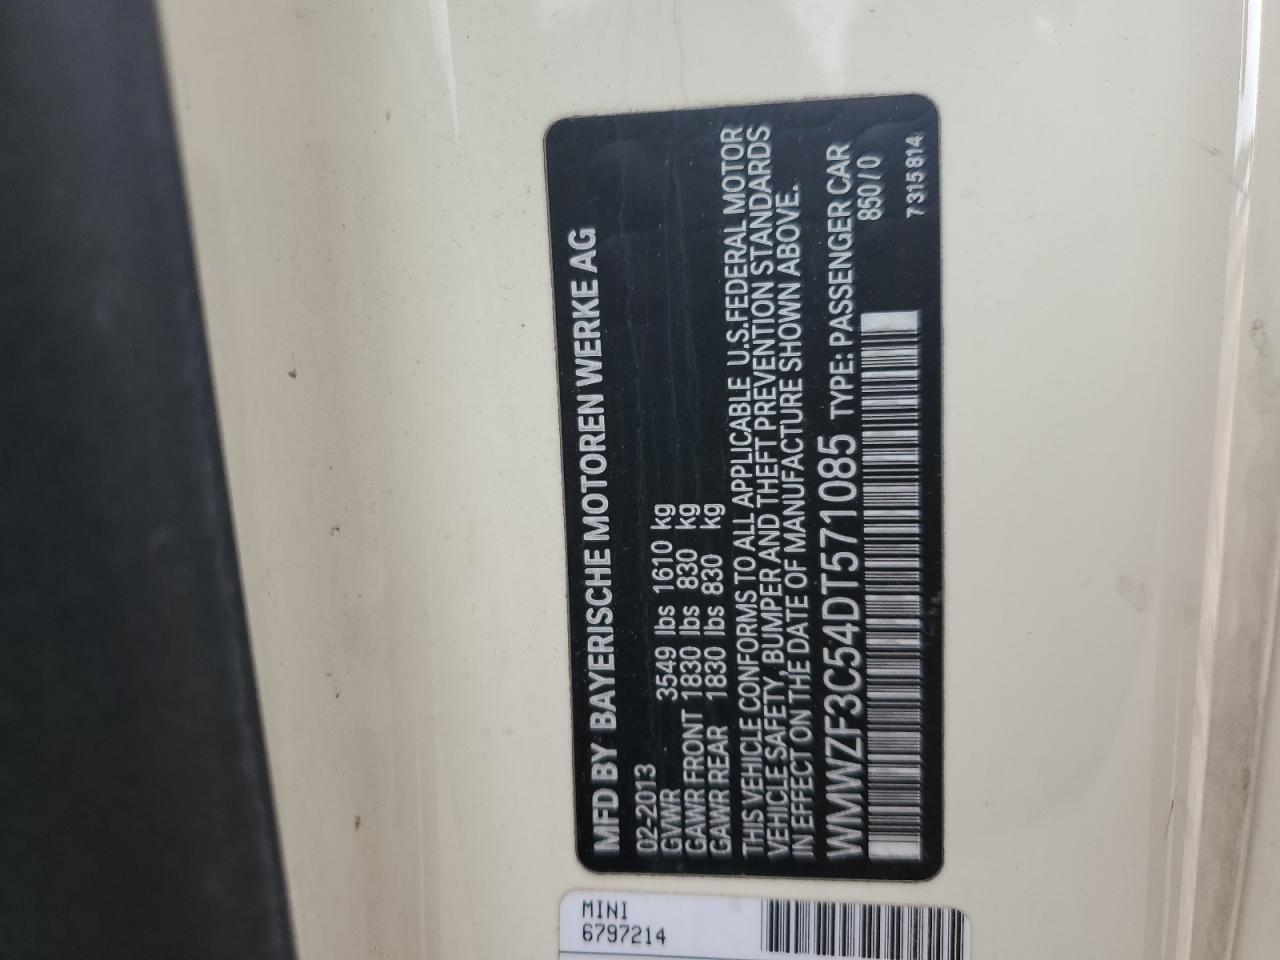 MFD BY BAYERISCHE MOTOREN WERKE AG
02-2013
GVWR 3549 lbs 1610 kg
GAWR FRONT 1830 lbs 830 kg
GAWR REAR 1830 lbs 830 kg
THIS VEHICLE CONFORMS TO ALL APPLICABLE U.S.FEDERAL MOTOR
VEHICLE SAFETY, BUMPER AND THEFT PREVENTION STANDARDS
IN EFFECT ON THE DATE OF MANUFACTURE SHOWN ABOVE.
WMWZF3C54DT571085 TYPE: PASSENGER CAR
850/0
7315814
MINI
6797214